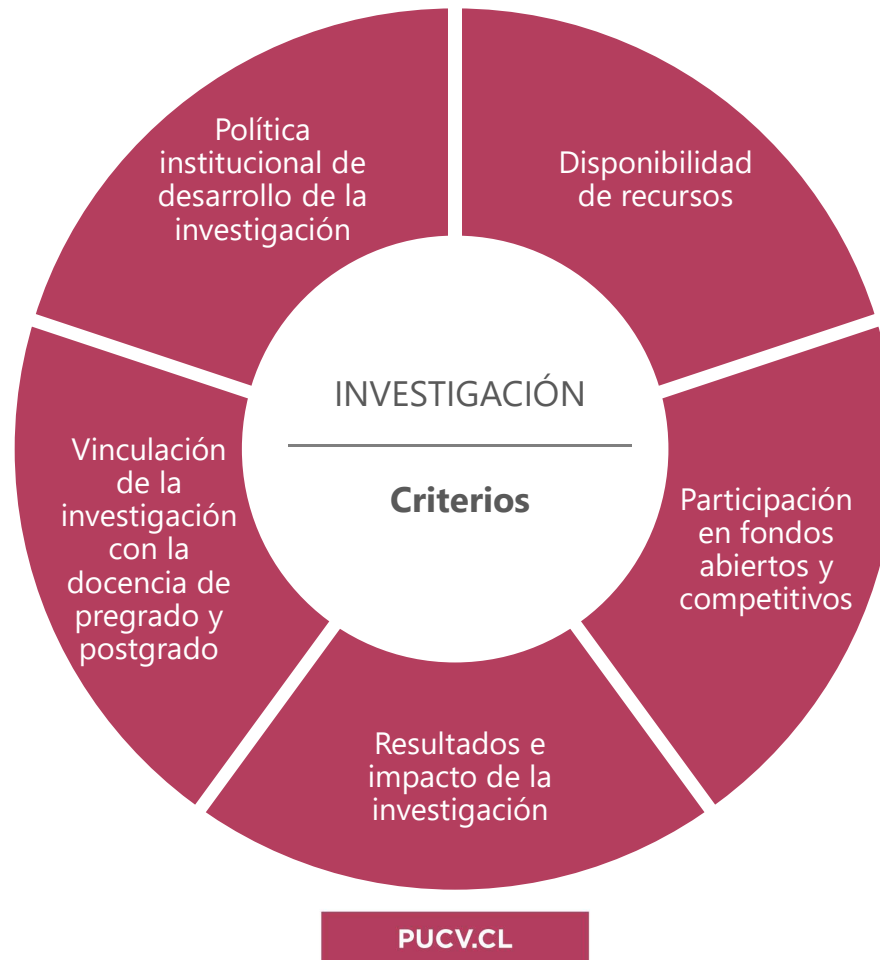 Política
institucional de
desarrollo de la
investigación
Disponibilidad
de recursos
INVESTIGACIÓN
Criterios
Vinculación
de la
investigación
con la
docencia de
pregrado y
postgrado
Participación
en fondos
abiertos y
competitivos
Resultados e
impacto de la
investigación
PUCV.CL